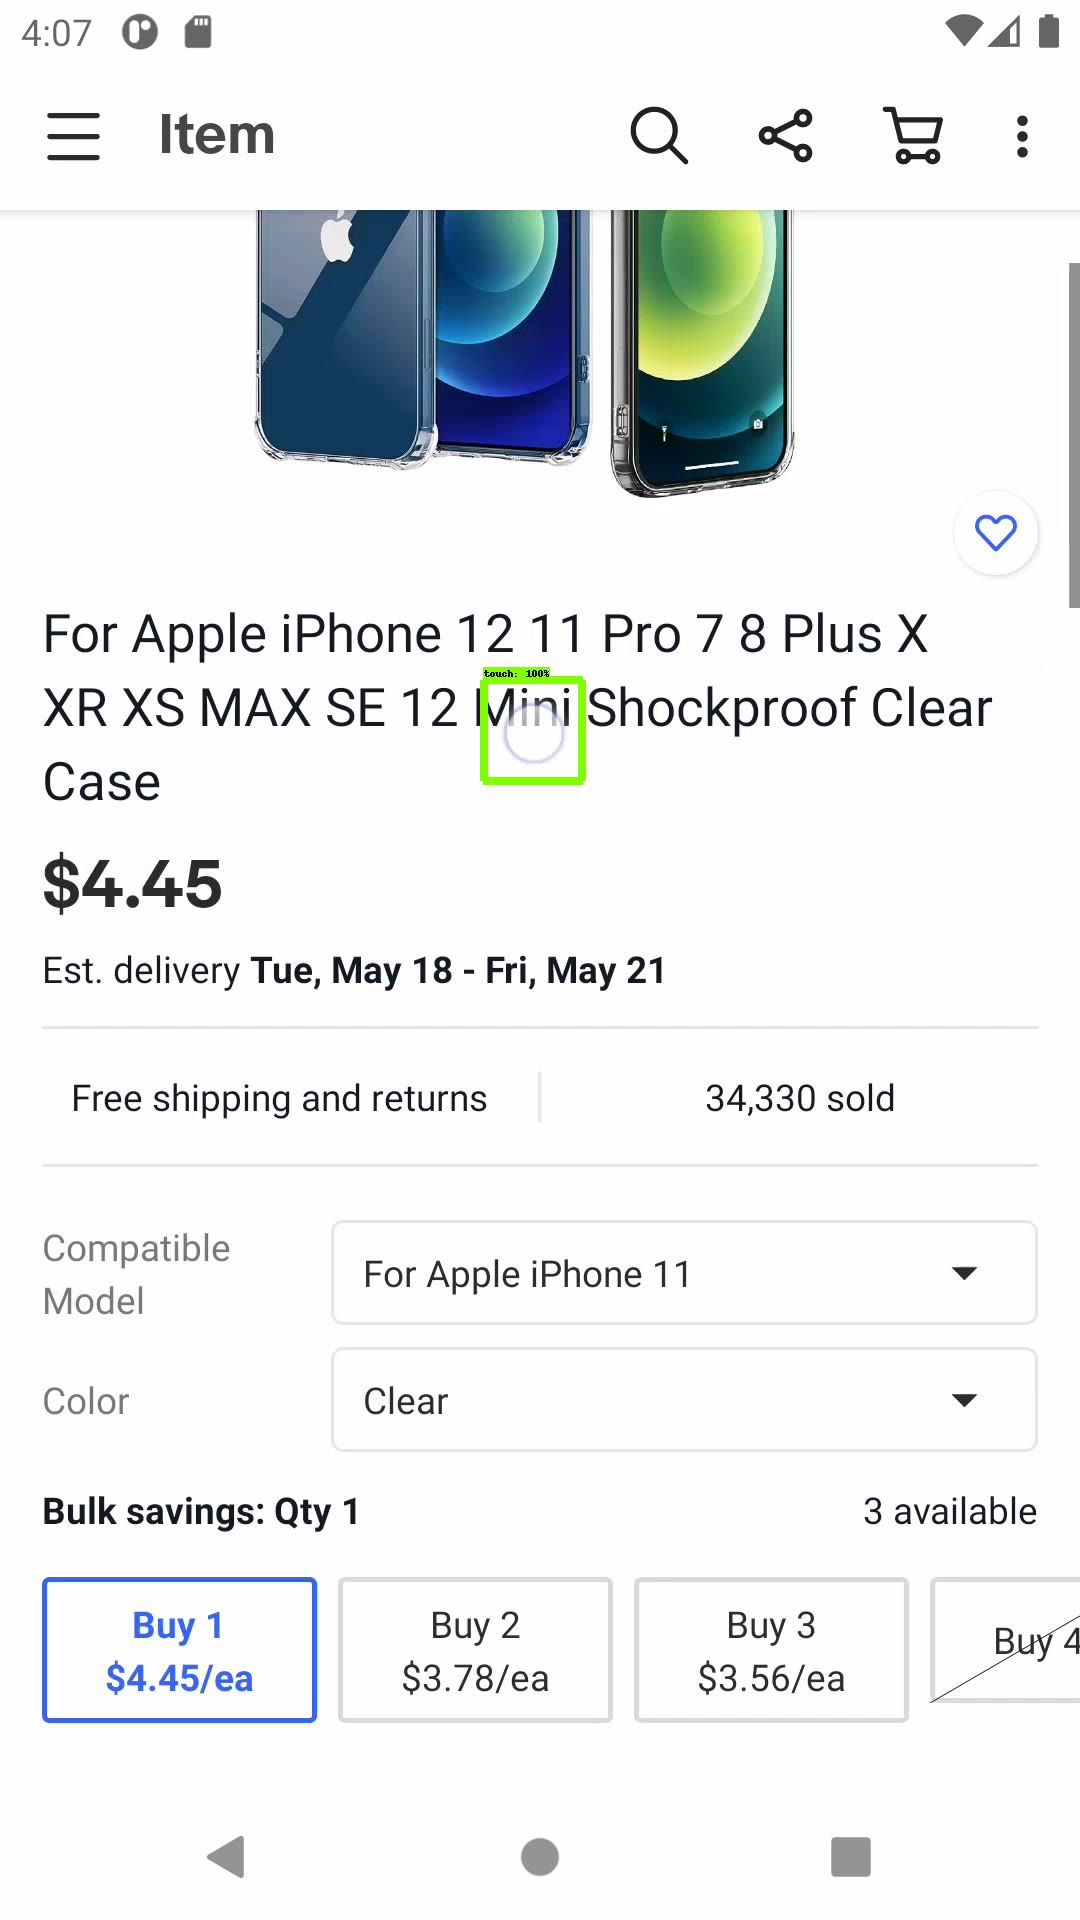 4:07
Item
For Apple iPhone 12 11 Pro 7 8 Plus X
XR XS MAX SE 12 Mini Shockproof Clear
Case
touch: 100%
$4.45
Est. delivery Tue, May 18 - Fri, May 21
Free shipping and returns
34,330 sold
Compatible
Model
For Apple iPhone 11
Color
Clear
Bulk savings: Qty 1
3 available
Buy 1
$4.45/ea
Buy 2
$3.78/ea
Buy 3
$3.56/ea
Buy 4